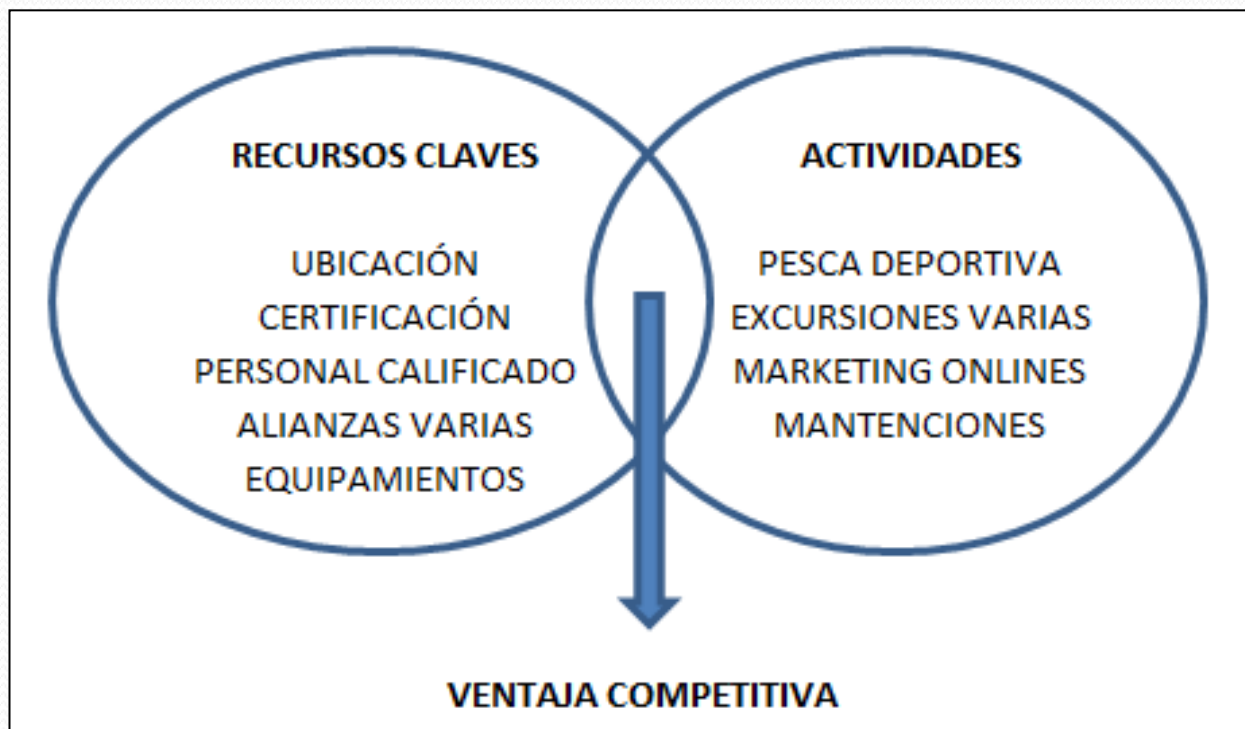 RECURSOS CLAVES
UBICACIÓN
CERTIFICACIÓN
PERSONAL CALIFICADO
ALIANZAS VARIAS
EQUIPAMIENTOS
ACTIVIDADES
PESCA DEPORTIVA
EXCURSIONES VARIAS
MARKETING ONLINES
MANTENCIONES
VENTAJA COMPETITIVA